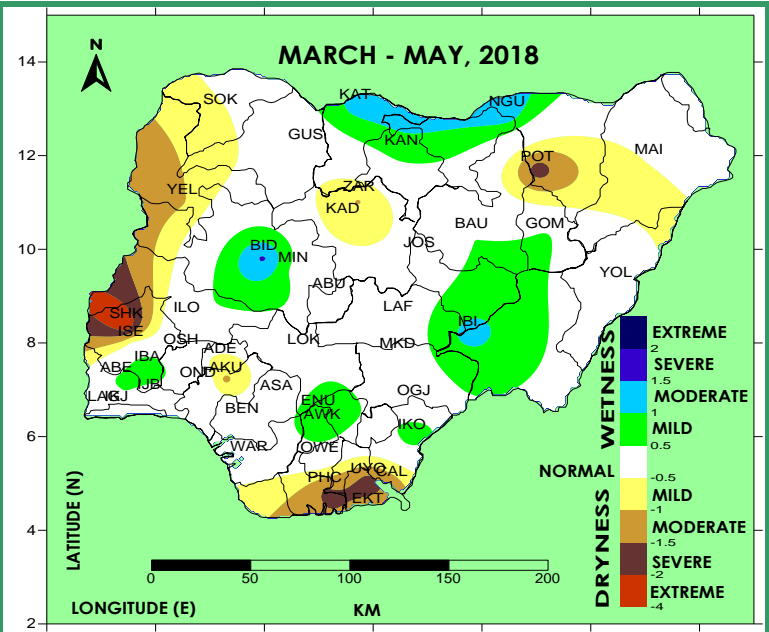 MARCH - MAY, 2018
N
14
12
10
8
6
4
2
LATITUDE (N)
LONGITUDE (E)
SOK
KAT
NGU
GUS
KAN
POT
MAI
YEL
ZAR
KAD
BAU
GOM
JOS
BID
MIN
YOL
ABU
SHK
ILO
LAF
IBI
ISE
OSH
LOK
MKD
IBA
ADE
ABE
OND
AKU
IJB
ASA
OGJ
LAG
IKJ
BEN
ENU
AWK
IKO
WAR
OWE
PHC
UYO
CAL
EKT
0 50 100 150 200
KM
WETNESS
EXTREME
2
SEVERE
1.5
MODERATE
1
MILD
0.5
NORMAL
-0.5
DRYNESS
MILD
-1
MODERATE
-1.5
SEVERE
-2
EXTREME
-4